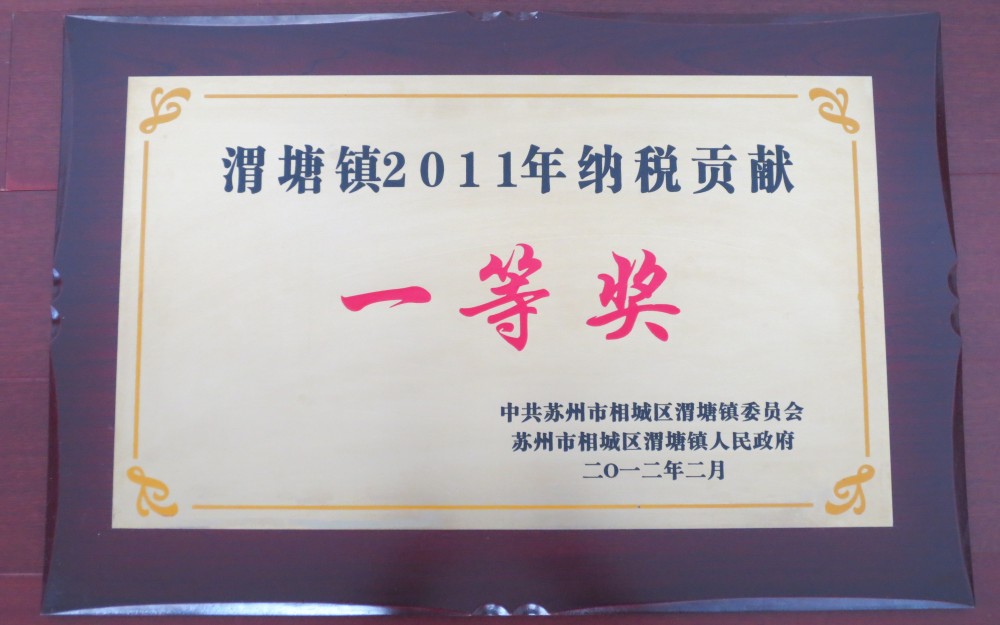 渭塘镇2011年纳税贡献
一等奖
中共苏州市相城区渭塘镇委员会
苏州市相城区渭塘镇人民政府
二〇一二年二月